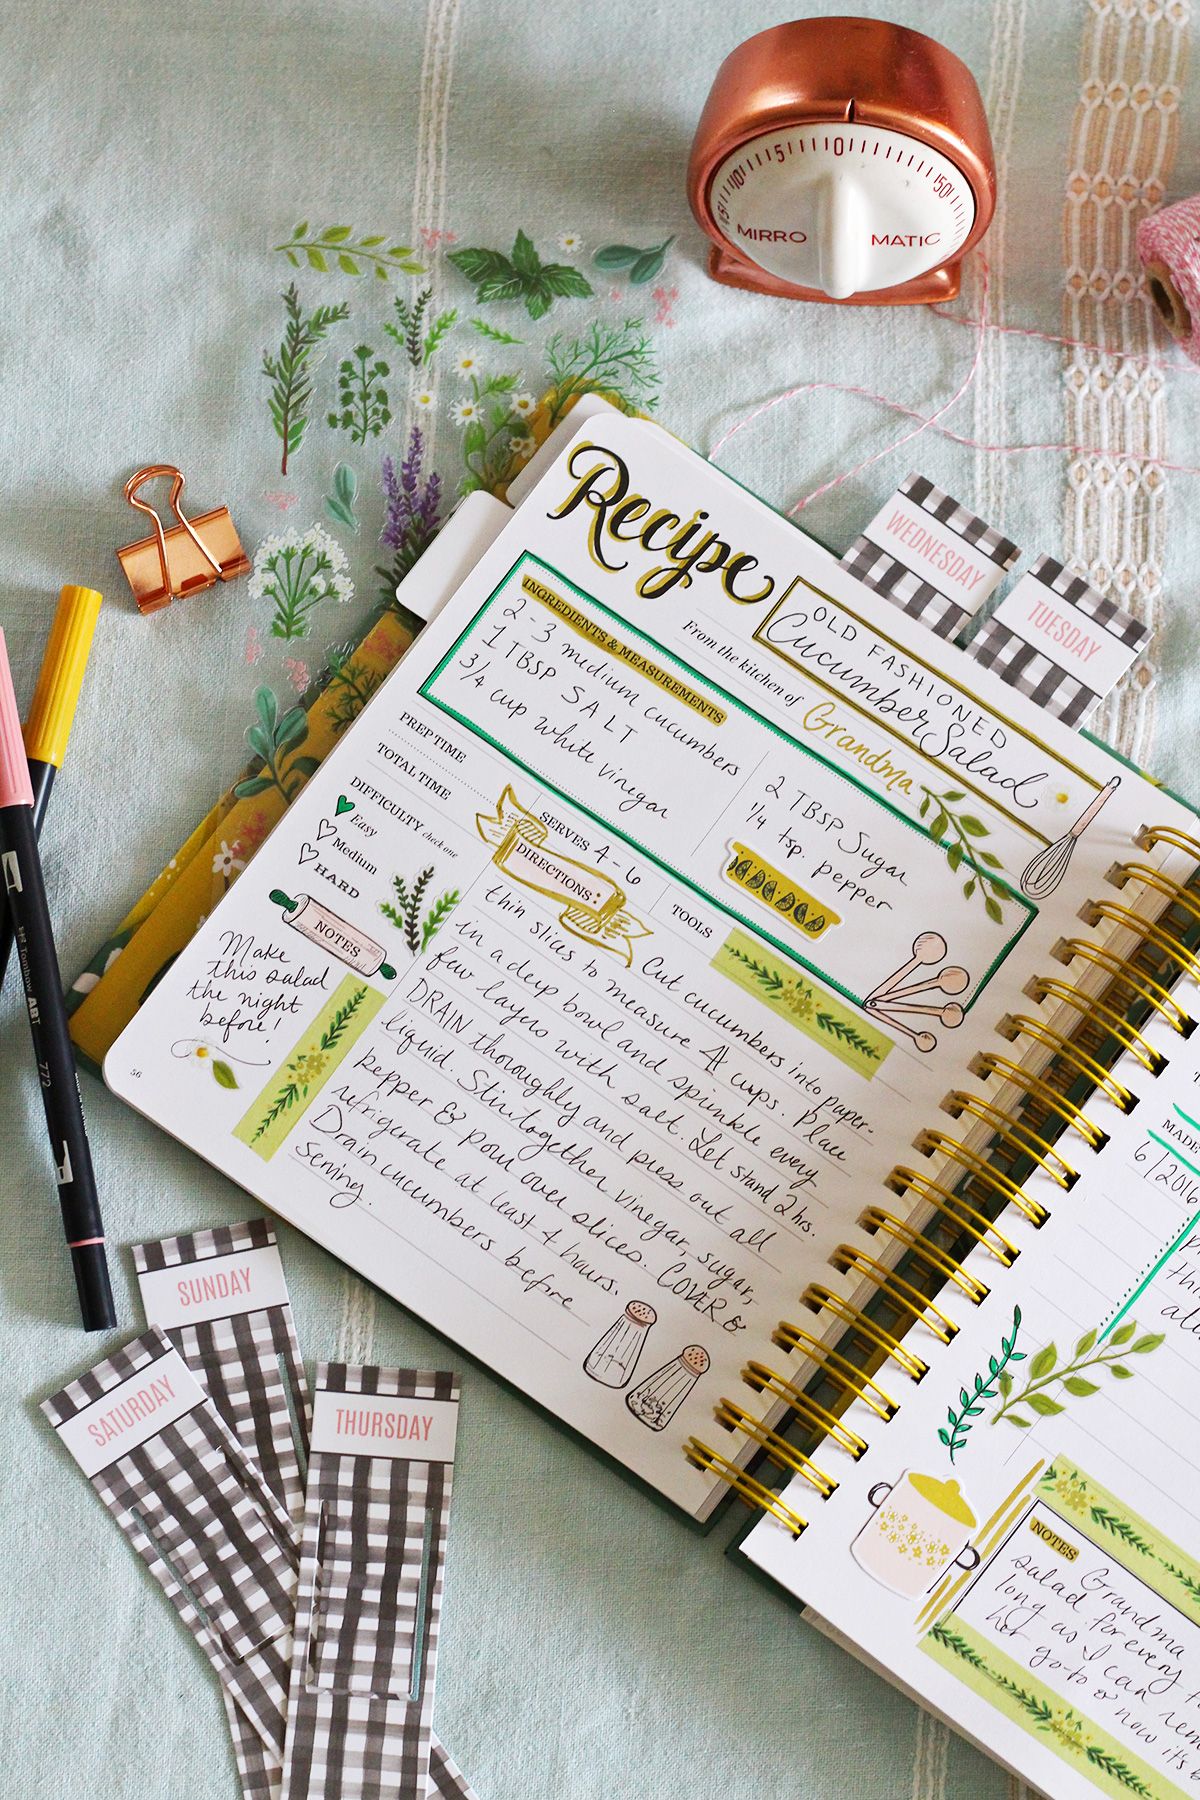 5 0 50
10
15
MIRRO MATIC
WEDNESDAY
TUESDAY
Recipe
OLD FASHIONED
Cucumber Salad
From the kitchen of Grandma
INGREDIENTS & MEASUREMENTS
2-3 medium cucumbers
1 TBSP SALT
3/4 cup white vinegar
2 TBSP Sugar
1/4 tsp. pepper
PREP TIME
TOTAL TIME
SERVES 4-6
TOOLS
DIFFICULTY check one
Easy
Medium
HARD
NOTES
Make
this salad
the night
before!
DIRECTIONS:
Cut cucumbers into paper-
thin slices to measure 4 cups. Place
in a deep bowl and sprinkle every
few layers with salt. Let stand 2 hrs.
DRAIN thoroughly and press out all
liquid. Stir together vinegar, sugar,
pepper & pour over slices. COVER &
refrigerate at least 4 hours.
Drain cucumbers before
serving.
56
MADE
6/2016
NOTES
Grandma
salad for every
long as I can rem
her go-to & now it's
Tombow ABT
772
SUNDAY
SATURDAY
THURSDAY